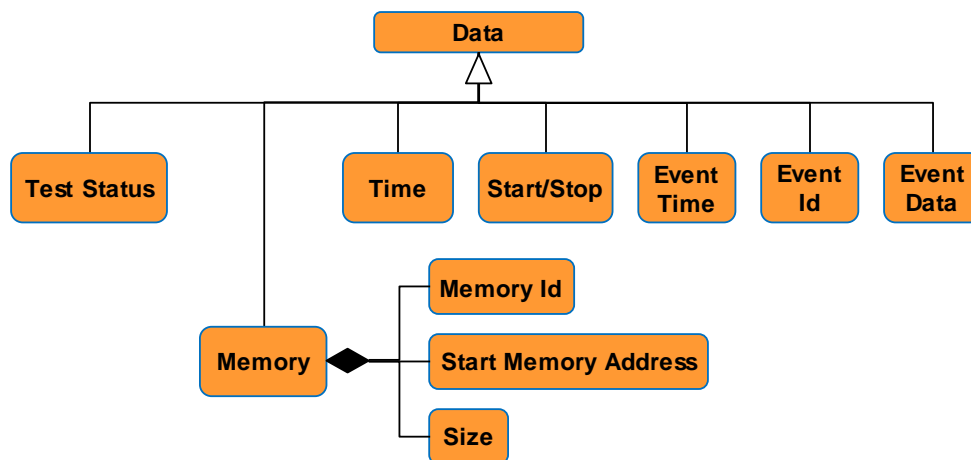 Data
Test Status
Time
Start/Stop
Event
Time
Event
Id
Event
Data
Memory Id
Memory
Start Memory Address
Size